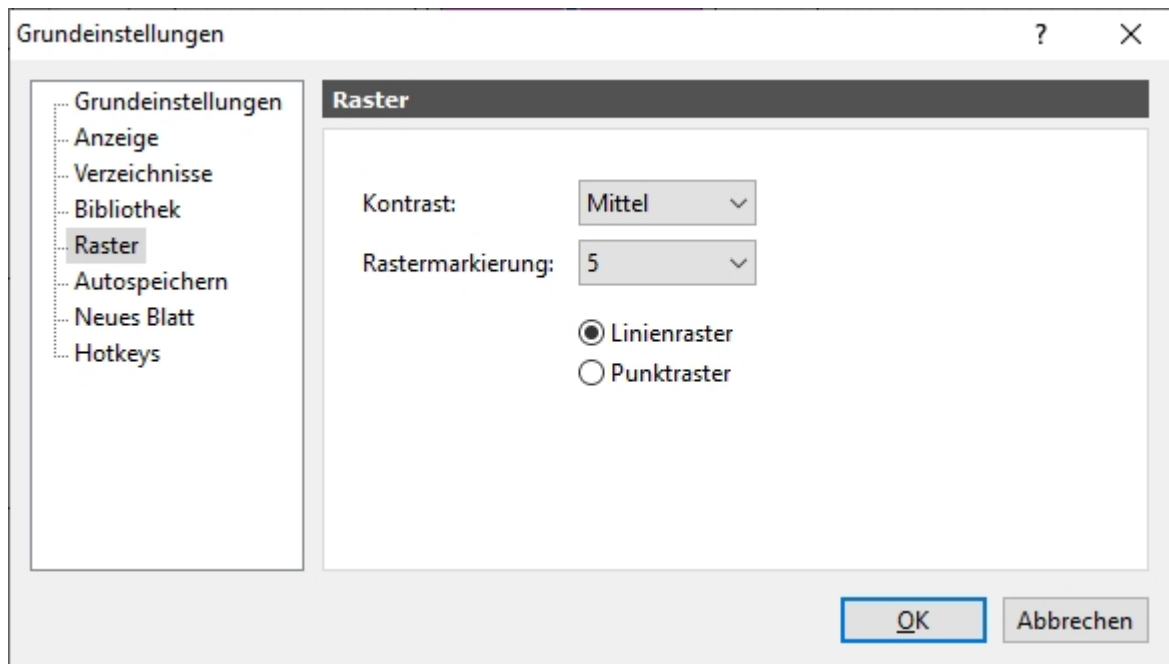 Grundeinstellungen
?
Grundeinstellungen
Anzeige
Verzeichnisse
Bibliothek
Raster
Autospeichern
Neues Blatt
Hotkeys
Raster
Kontrast: Mittel
Rastermarkierung: 5
Linienraster
Punktraster
OK Abbrechen